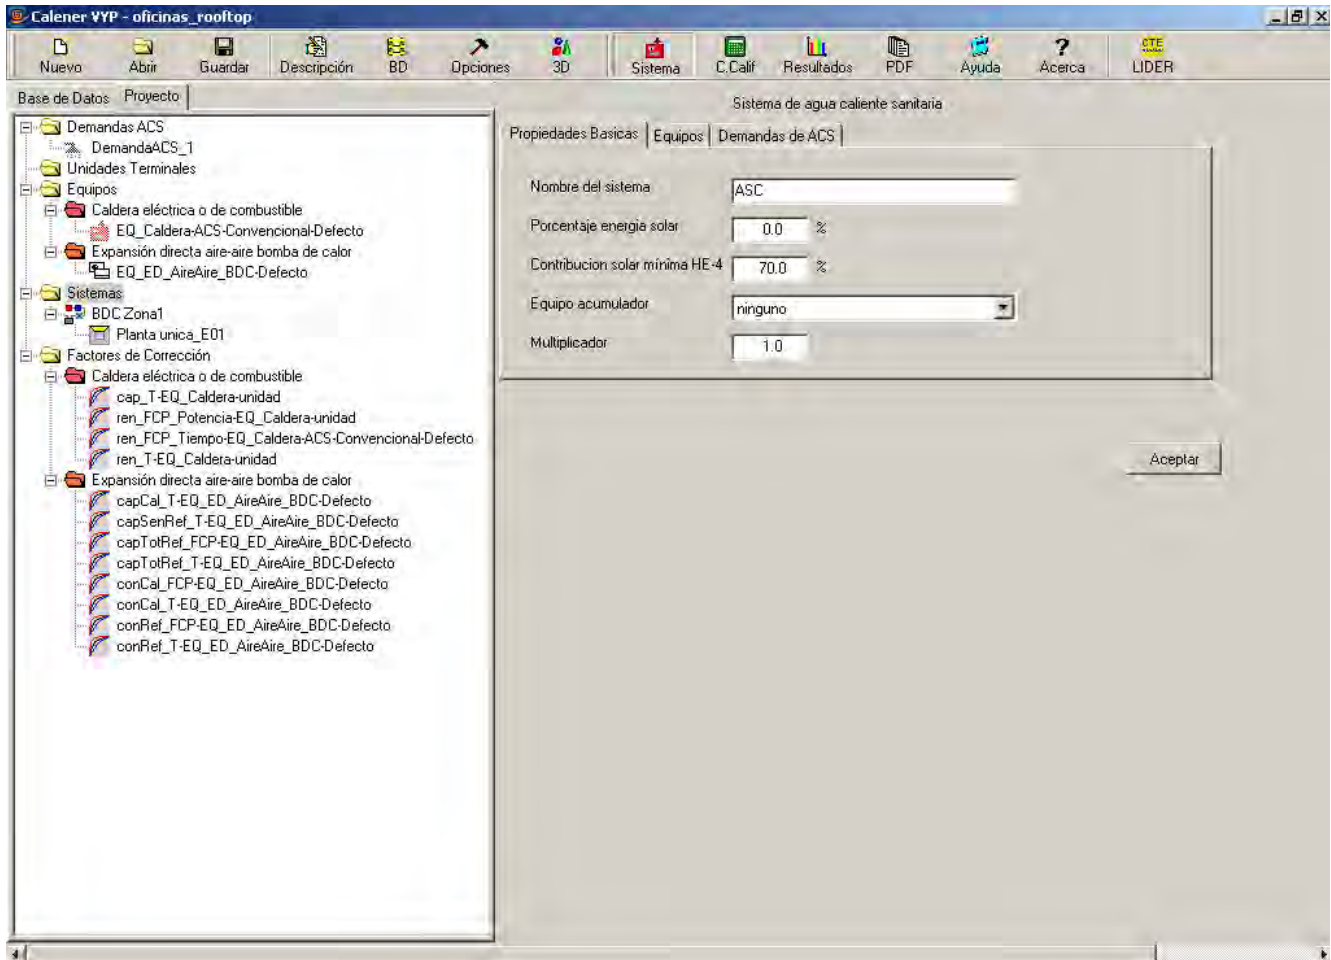 Calener VYP - oficinas_rooftop
Nuevo Abrir Guardar Descripción BD Opciones 3D Sistema C.Calif Resultados PDF Ayuda ? Acerca CTE LIDER
Base de Datos Proyecto
Sistema de agua caliente sanitaria
Propiedades Basicas Equipos Demandas de ACS
Demandas ACS
DemandaACS_1
Unidades Terminales
Equipos
Caldera eléctrica o de combustible
EQ_Caldera-ACS-Convencional-Defecto
Expansión directa aire-aire bomba de calor
EQ_ED_AireAire_BDC-Defecto
Sistemas
BDC Zona1
Planta unica_E01
Factores de Corrección
Caldera eléctrica o de combustible
cap_T-EQ_Caldera-unidad
ren_FCP_Potencia-EQ_Caldera-unidad
ren_FCP_Tiempo-EQ_Caldera-ACS-Convencional-Defecto
ren_T-EQ_Caldera-unidad
Expansión directa aire-aire bomba de calor
capCal_T-EQ_ED_AireAire_BDC-Defecto
capSenRef_T-EQ_ED_AireAire_BDC-Defecto
capTotRef_FCP-EQ_ED_AireAire_BDC-Defecto
capTotRef_T-EQ_ED_AireAire_BDC-Defecto
conCal_FCP-EQ_ED_AireAire_BDC-Defecto
conCal_T-EQ_ED_AireAire_BDC-Defecto
conRef_FCP-EQ_ED_AireAire_BDC-Defecto
conRef_T-EQ_ED_AireAire_BDC-Defecto
Nombre del sistema ASC
Porcentaje energia solar 0.0 %
Contribucion solar mínima HE-4 70.0 %
Equipo acumulador ninguno
Multiplicador 1.0
Aceptar